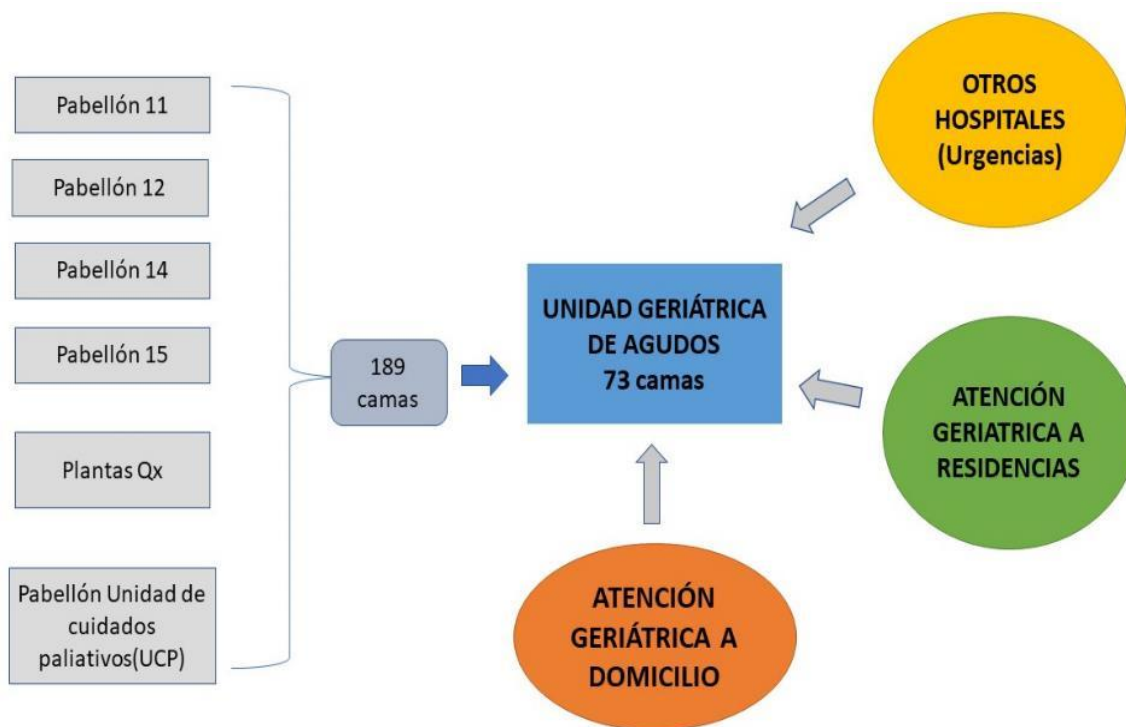 Pabellón 11
Pabellón 12
Pabellón 14
Pabellón 15
Plantas Qx
Pabellón Unidad de
cuidados
paliativos(UCP)
189
camas
UNIDAD GERIÁTRICA
DE AGUDOS
73 camas
OTROS
HOSPITALES
(Urgencias)
ATENCIÓN
GERIATRICA A
RESIDENCIAS
ATENCIÓN
GERIÁTRICA A
DOMICILIO